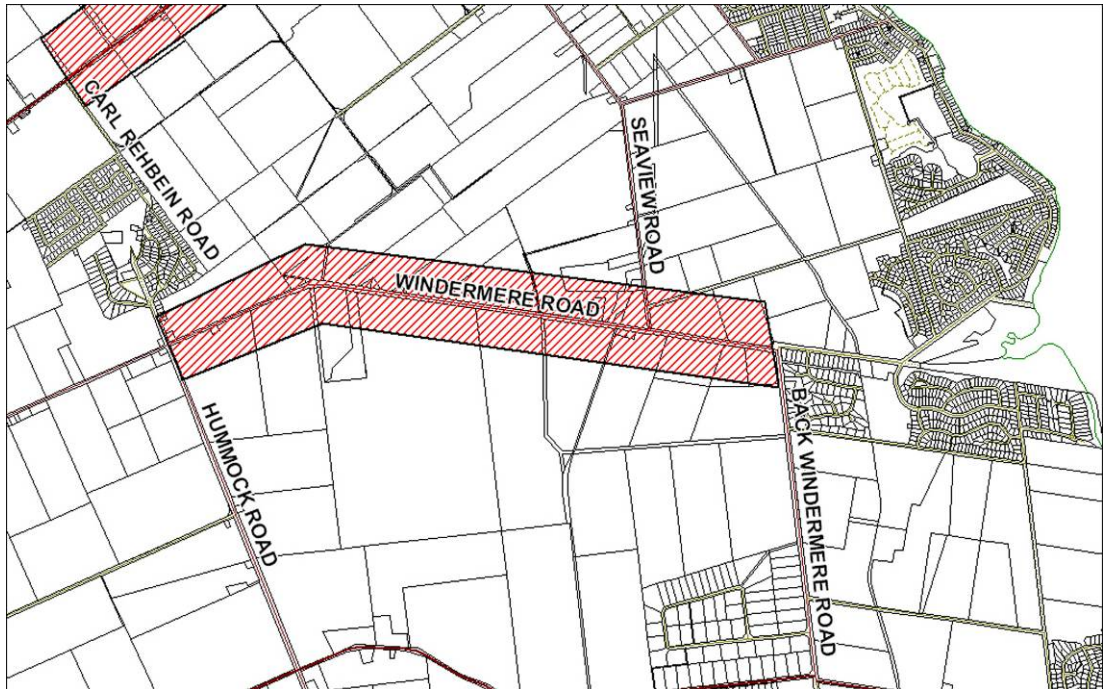 CARL REHBEIN ROAD
SEAVIEW ROAD
WINDERMERE ROAD
HUMMOCK ROAD
BACK WINDERMERE ROAD